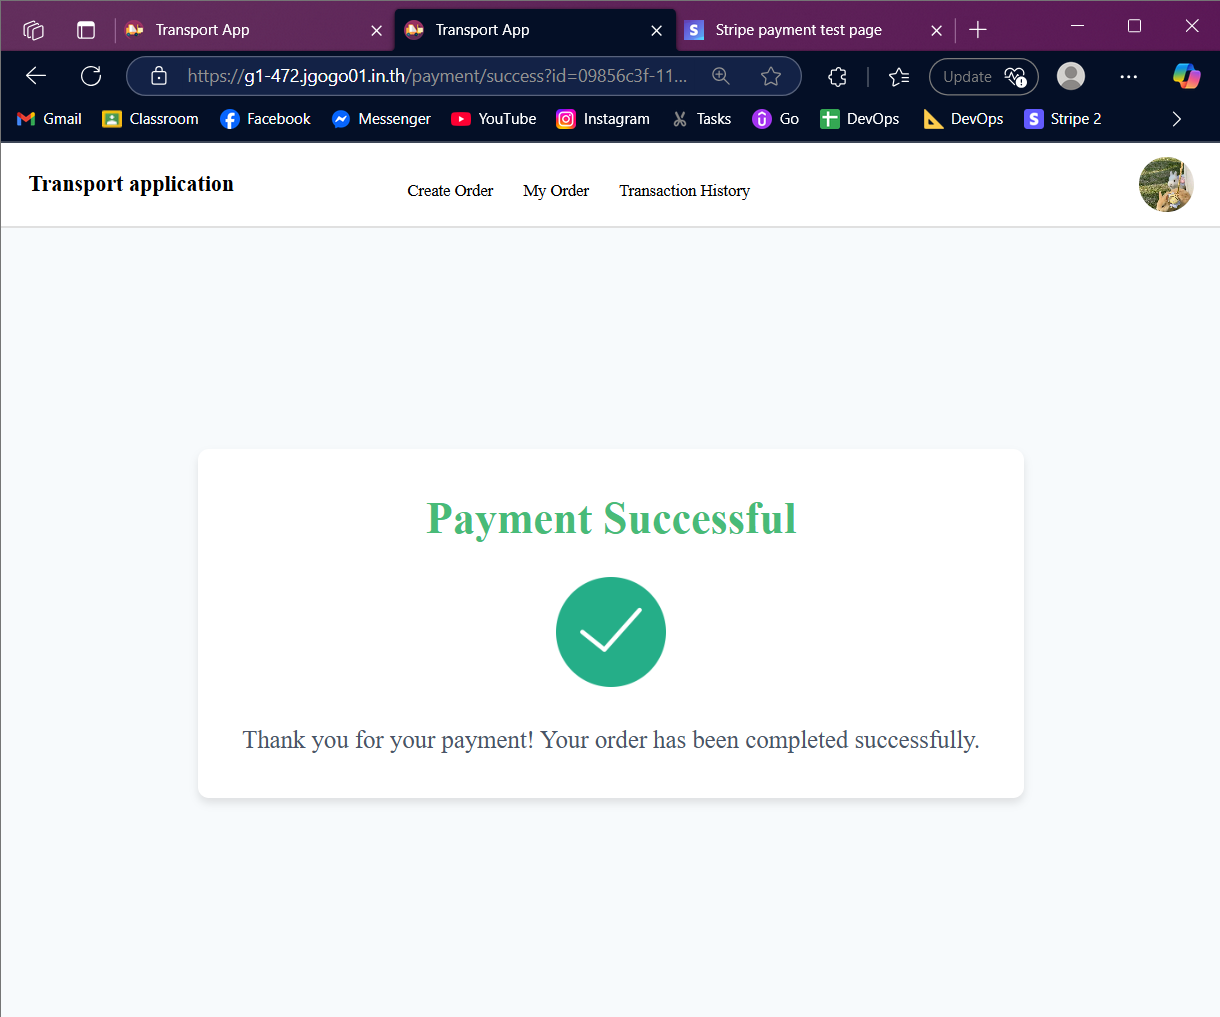 Transport App
Transport App
Stripe payment test page
https://g1-472.jgogo01.in.th/payment/success?id=09856c3f-11...
Update
Gmail
Classroom
Facebook
Messenger
YouTube
Instagram
Tasks
Go
DevOps
DevOps
Stripe 2
Transport application
Create Order
My Order
Transaction History
Payment Successful
Thank you for your payment! Your order has been completed successfully.